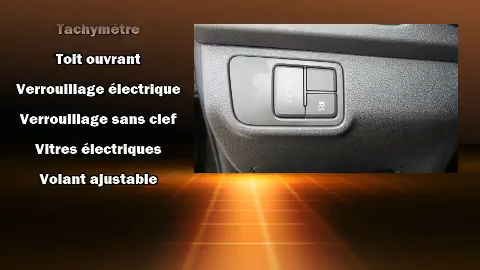 Tachymètre
Toit ouvrant
Verrouillage électrique
Verrouillage sans clef
Vitres électriques
Volant ajustable